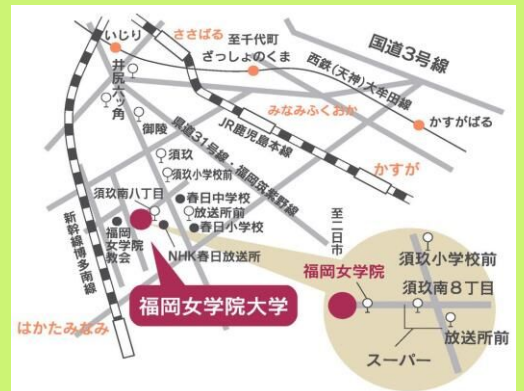 いじり
ささばる
至千代町
ざっしょのくま
国道3号線
西鉄(天神)大牟田線
井尻六ッ角
みなみふくおか
かすがばる
御陵
JR鹿児島本線
県道31号線・福岡筑紫野線
須玖
須玖小学校前
かすが
須玖南八丁目
春日中学校
放送所前
春日小学校
新幹線博多南線
福岡
女学院
教会
NHK春日放送所
至二日市
福岡女学院大学
はかたみなみ
福岡女学院
須玖小学校前
須玖南8丁目
放送所前
スーパー